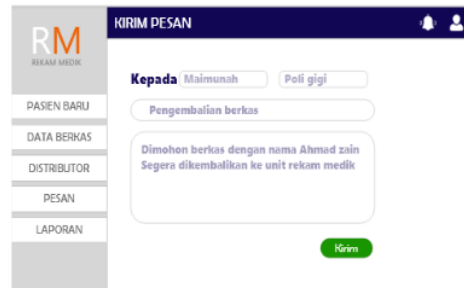 RM
REKAM MEDIK
PASIEN BARU
DATA BERKAS
DISTRIBUTOR
PESAN
LAPORAN
KIRIM PESAN
Kepada Maimunah Poli gigi
Pengembalian berkas
Dimohon berkas dengan nama Ahmad zain
Segera dikembalikan ke unit rekam medik
Kirim